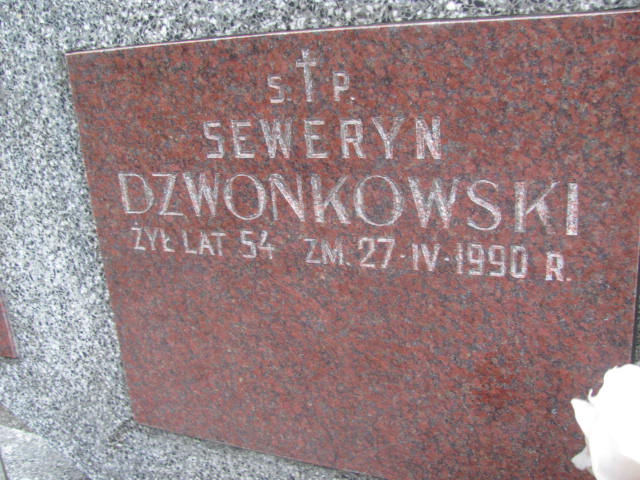 S.†P.
SEWERYN
DZWONKOWSKI
ŻYŁ LAT 54 ZM. 27·IV·1990 R.